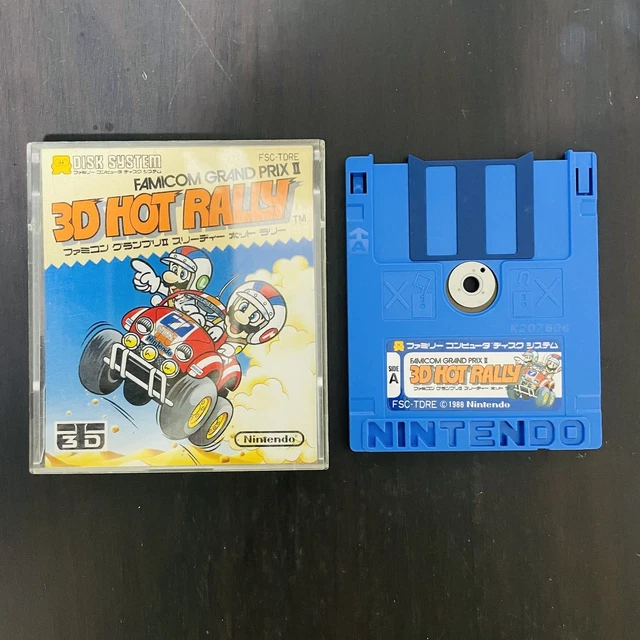 DISK SYSTEM
ファミリー コンピュータ ディスク システム
FSC-TDRE
FAMICOM GRAND PRIX II
3D HOT RALLY TM
ファミコン グランプリII スリーディー ホット ラリー
Nintendo
3D
Nintendo
A
ファミリー コンピュータ ディスク システム
SIDE A
FAMICOM GRAND PRIX II
3D HOT RALLY
ファミコン グランプリII スリーディー ホット ラリー
FSC-TDRE © 1988 Nintendo
NINTENDO